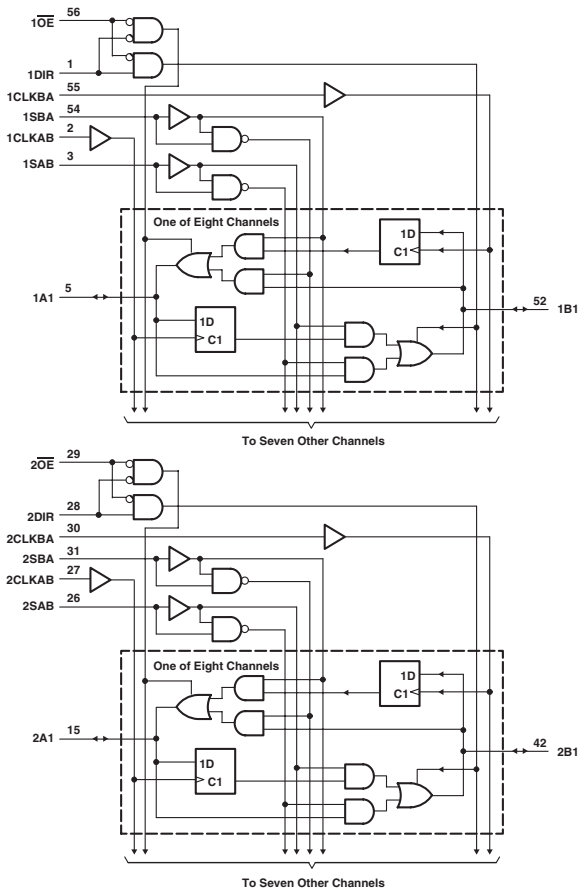 56
1OE
1
1DIR
55
1CLKBA
54
1SBA
2
1CLKAB
3
1SAB
One of Eight Channels
1D
C1
5
1A1
52
1B1
1D
C1
To Seven Other Channels
29
2OE
28
2DIR
30
2CLKBA
31
2SBA
27
2CLKAB
26
2SAB
One of Eight Channels
1D
C1
15
2A1
42
2B1
1D
C1
To Seven Other Channels